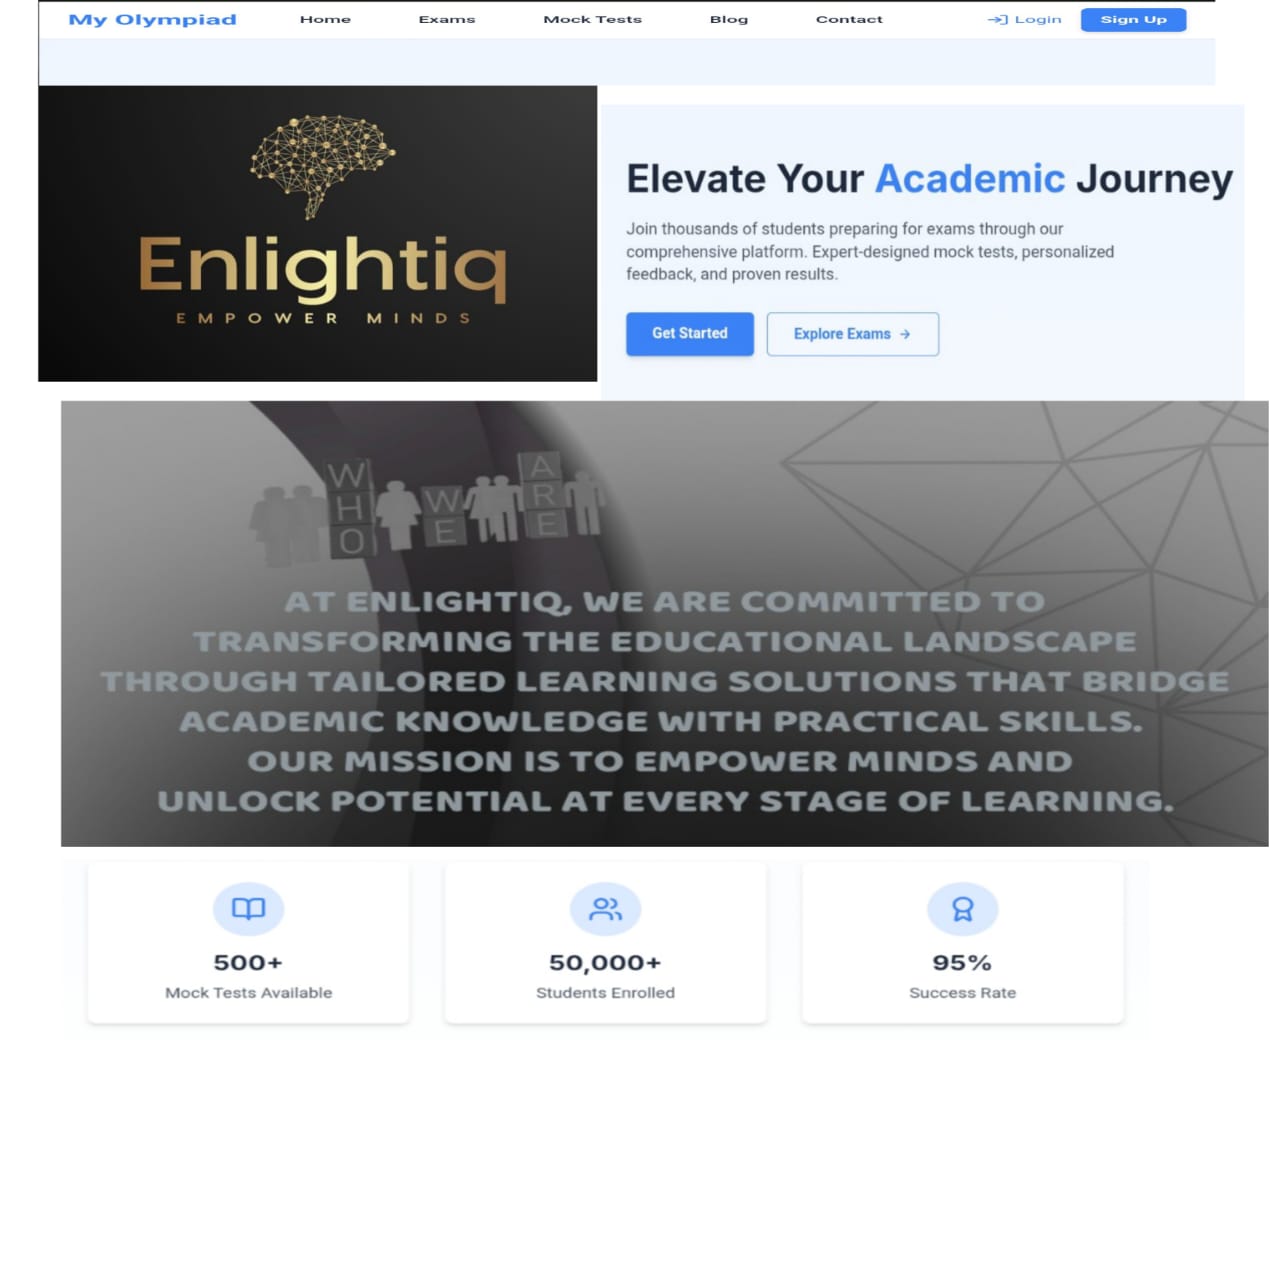 My Olympiad Home Exams Mock Tests Blog Contact Login Sign Up
Enlightiq
EMPOWER MINDS
Elevate Your Academic Journey
Join thousands of students preparing for exams through our
comprehensive platform. Expert-designed mock tests, personalized
feedback, and proven results.
Get Started Explore Exams →
WHO WE ARE
AT ENLIGHTIQ, WE ARE COMMITTED TO
TRANSFORMING THE EDUCATIONAL LANDSCAPE
THROUGH TAILORED LEARNING SOLUTIONS THAT BRIDGE
ACADEMIC KNOWLEDGE WITH PRACTICAL SKILLS.
OUR MISSION IS TO EMPOWER MINDS AND
UNLOCK POTENTIAL AT EVERY STAGE OF LEARNING.
500+
Mock Tests Available
50,000+
Students Enrolled
95%
Success Rate